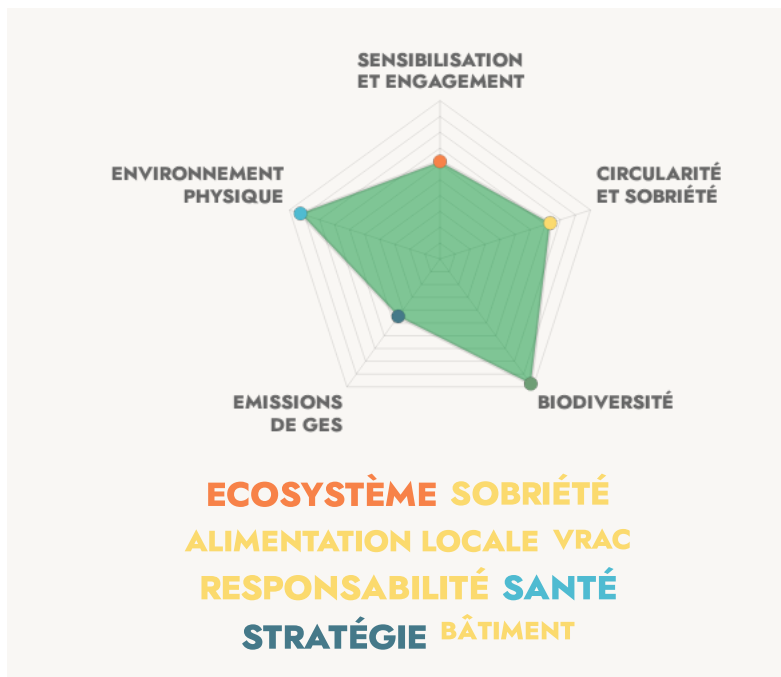 SENSIBILISATION
ET ENGAGEMENT
ENVIRONNEMENT
PHYSIQUE
CIRCULARITÉ
ET SOBRIÉTÉ
EMISSIONS
DE GES
BIODIVERSITÉ
ECOSYSTÈME SOBRIÉTÉ
ALIMENTATION LOCALE VRAC
RESPONSABILITÉ SANTÉ
STRATÉGIE BÂTIMENT